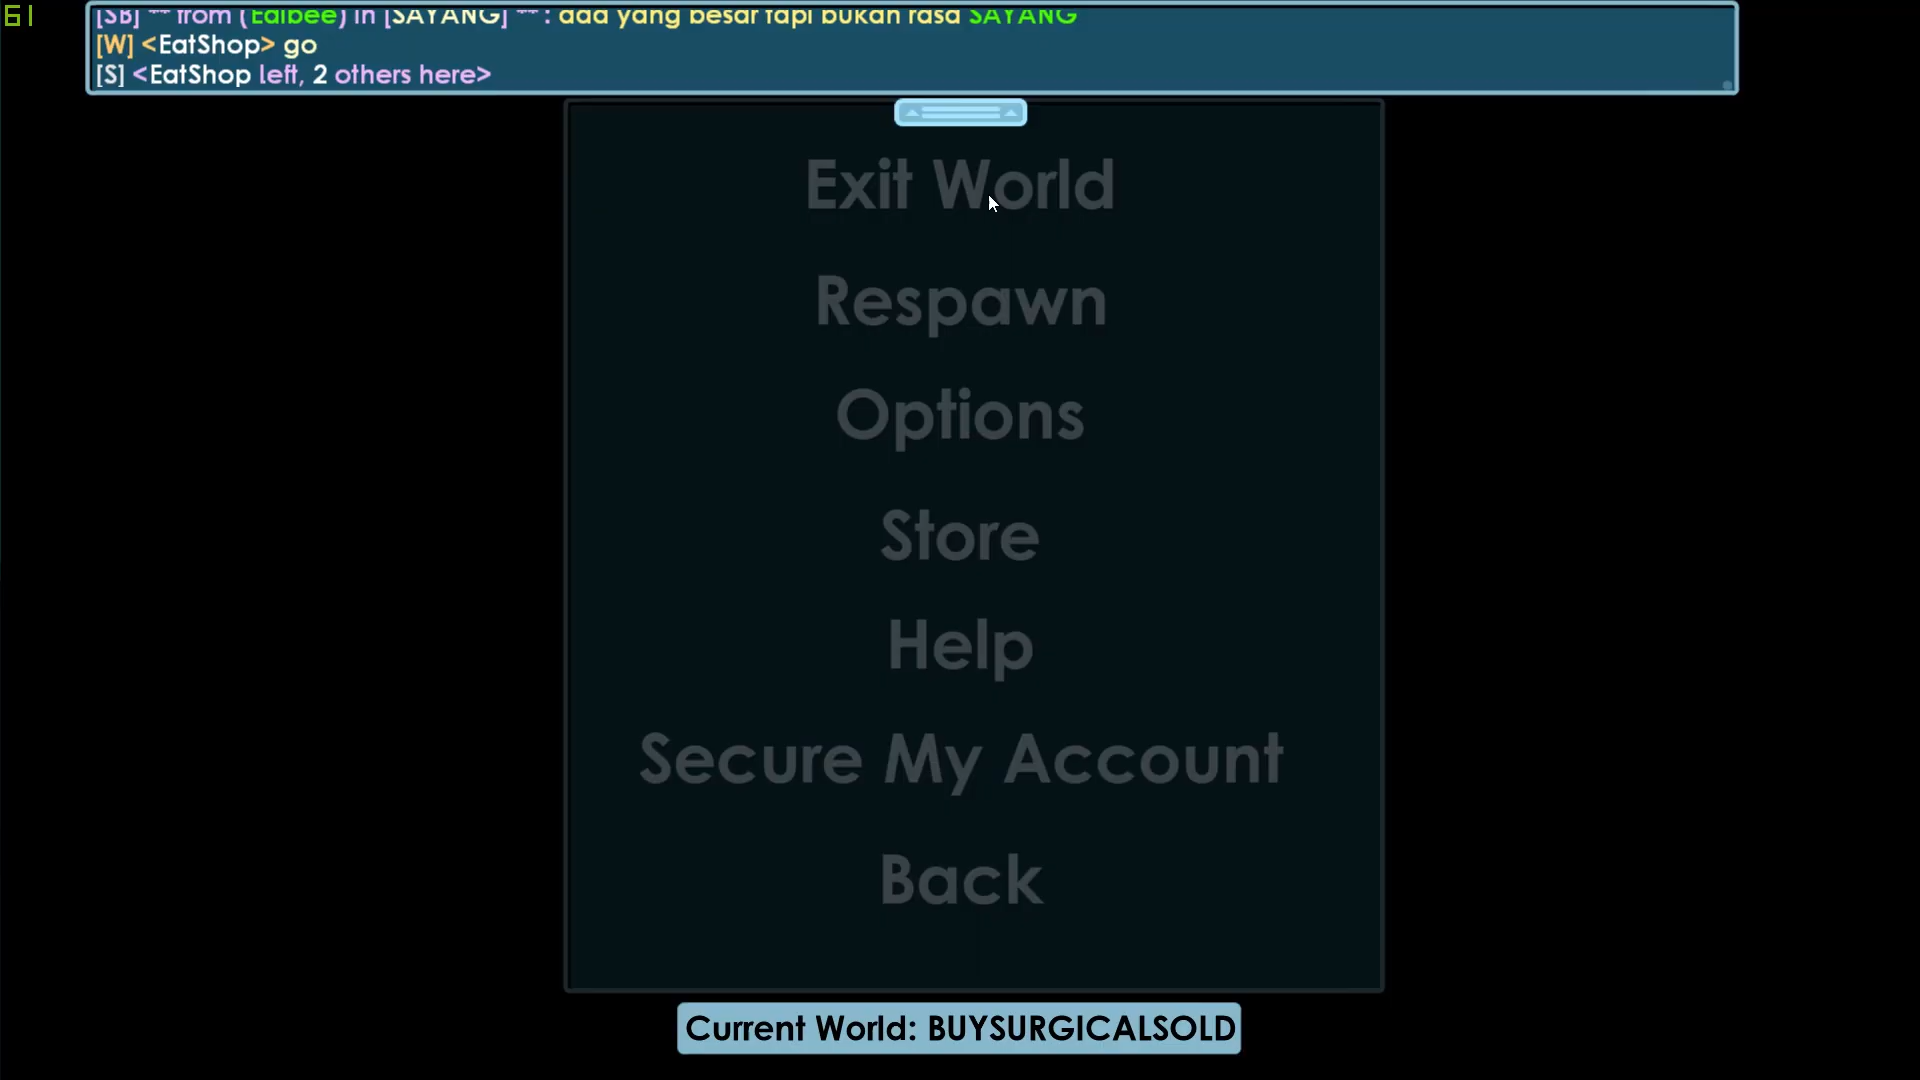 61
[SB] ** from (Edibee) in [SAYANG] ** : ada yang besar tapi bukan rasa SAYANG
[W] <EatShop> go
[S] <EatShop left, 2 others here>
Exit World
Respawn
Options
Store
Help
Secure My Account
Back
Current World: BUYSURGICALSOLD